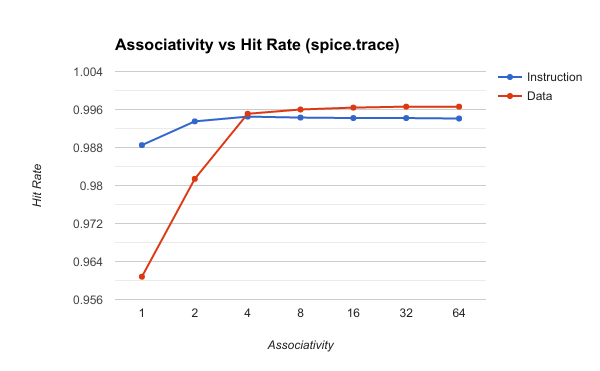 Associativity vs Hit Rate (spice.trace)
1.004
0.996
0.988
0.98
0.972
0.964
0.956
Hit Rate
1 2 4 8 16 32 64
Associativity
Instruction
Data